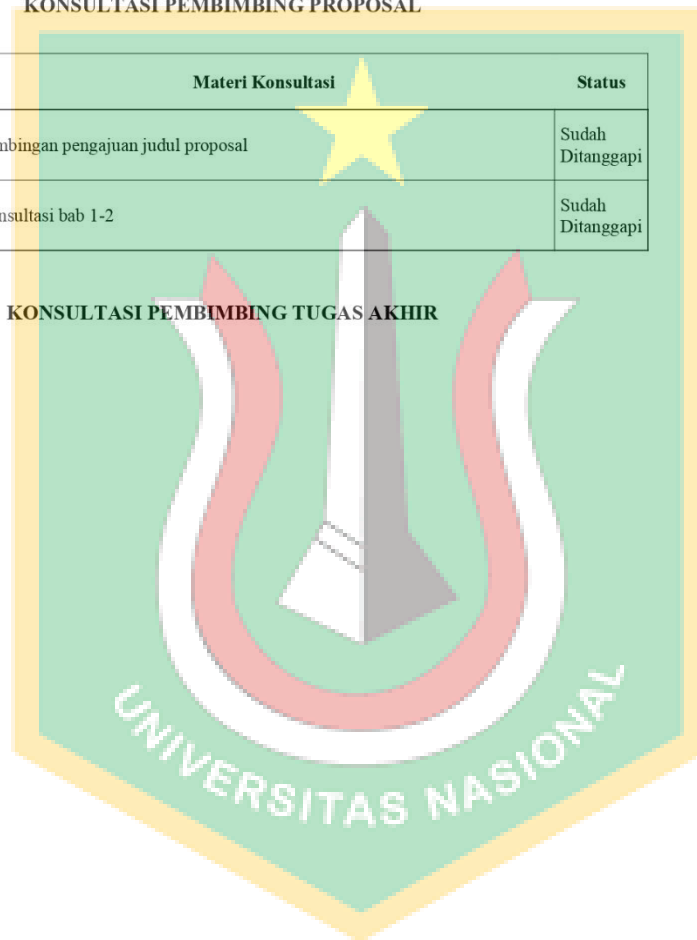 KONSULTASI PEMBIMBING PROPOSAL
Materi Konsultasi Status
mbingan pengajuan judul proposal Sudah
Ditanggapi
nsultasi bab 1-2 Sudah
Ditanggapi
KONSULTASI PEMBIMBING TUGAS AKHIR
UNIVERSITAS NASIONAL